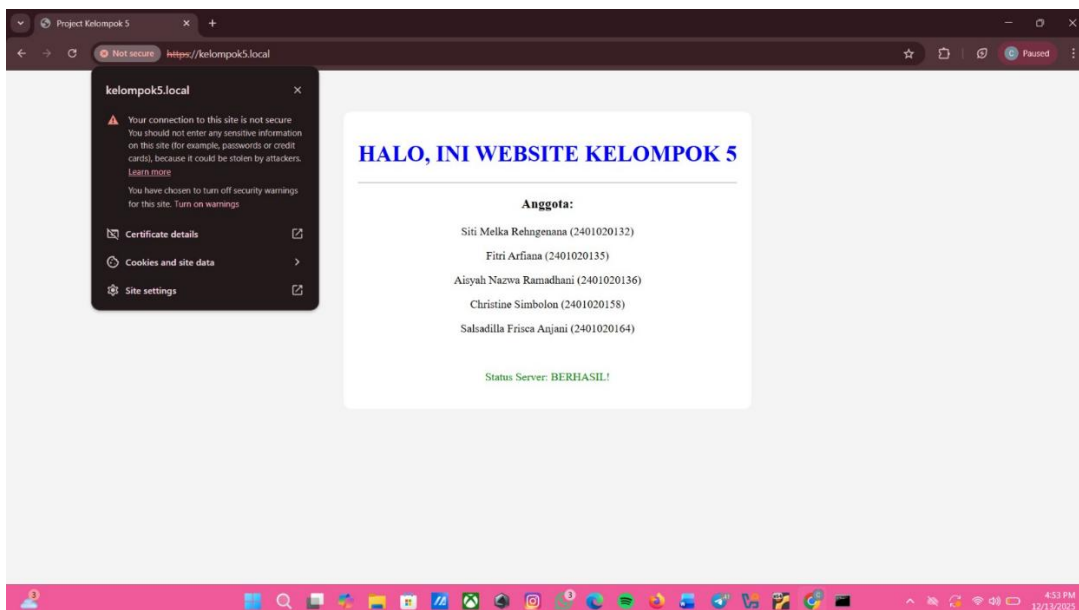 Project Kelompok 5
Not secure https://kelompok5.local
Paused
kelompok5.local
Your connection to this site is not secure
You should not enter any sensitive information
on this site (for example, passwords or credit
cards), because it could be stolen by attackers.
Learn more
You have chosen to turn off security warnings
for this site. Turn on warnings
Certificate details
Cookies and site data
Site settings
HALO, INI WEBSITE KELOMPOK 5
Anggota:
Siti Melka Rehngenana (2401020132)
Fitri Arfiana (2401020135)
Aisyah Nazwa Ramadhani (2401020136)
Christine Simbolon (2401020158)
Salsadilla Frisca Anjani (2401020164)
Status Server: BERHASIL!
4:53 PM
12/13/2025